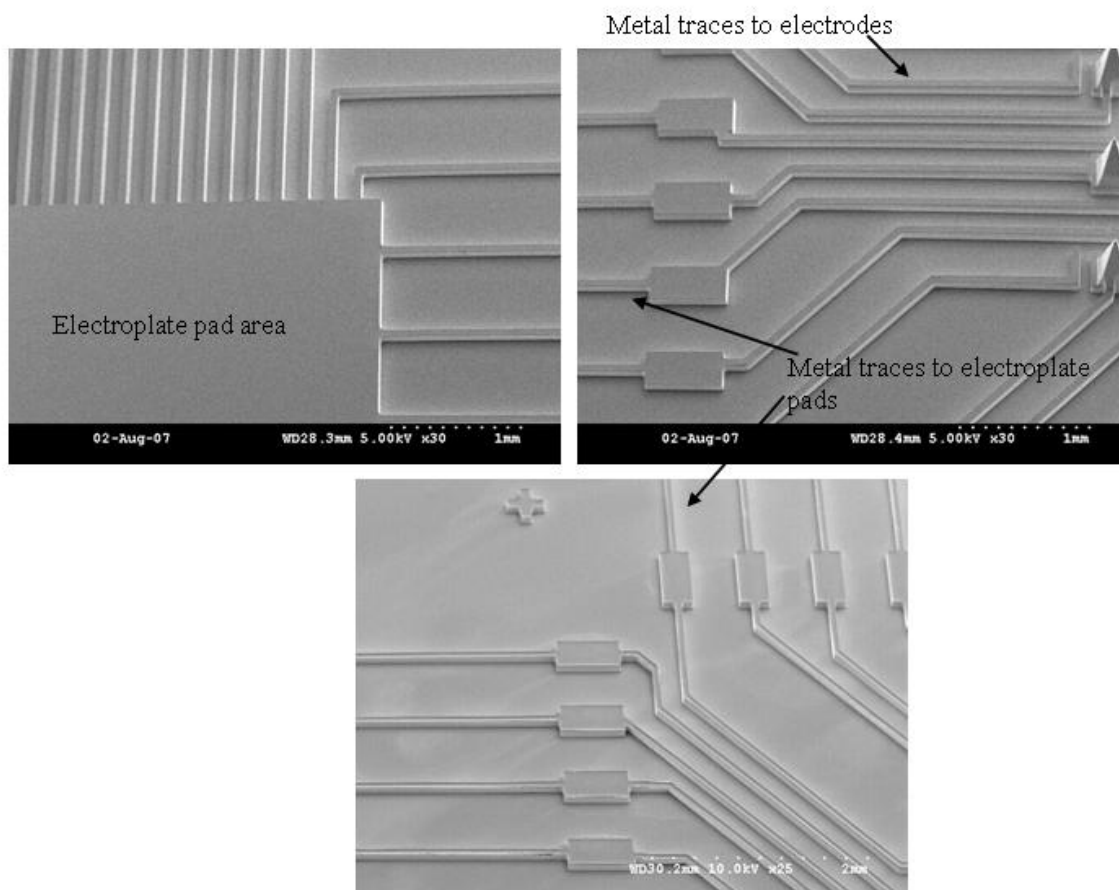 Metal traces to electrodes
Electroplate pad area
Metal traces to electroplate
pads
02-Aug-07 WD28.3mm 5.00kV x30 1mm
02-Aug-07 WD28.4mm 5.00kV x30 1mm
WD30.2mm 10.0kV x25 2mm